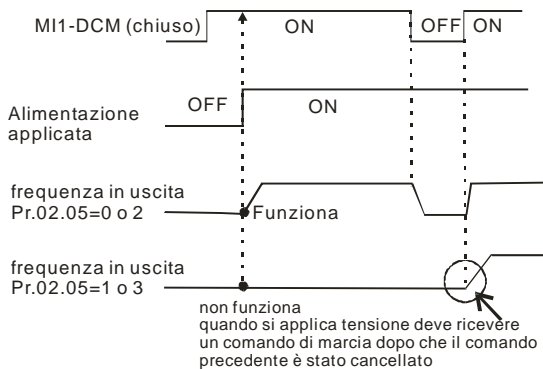 MI1-DCM (chiuso)
ON
OFF
ON
OFF
ON
Alimentazione
applicata
frequenza in uscita
Pr.02.05=0 o 2
Funziona
frequenza in uscita
Pr.02.05=1 o 3
non funziona
quando si applica tensione deve ricevere
un comando di marcia dopo che il comando
precedente è stato cancellato